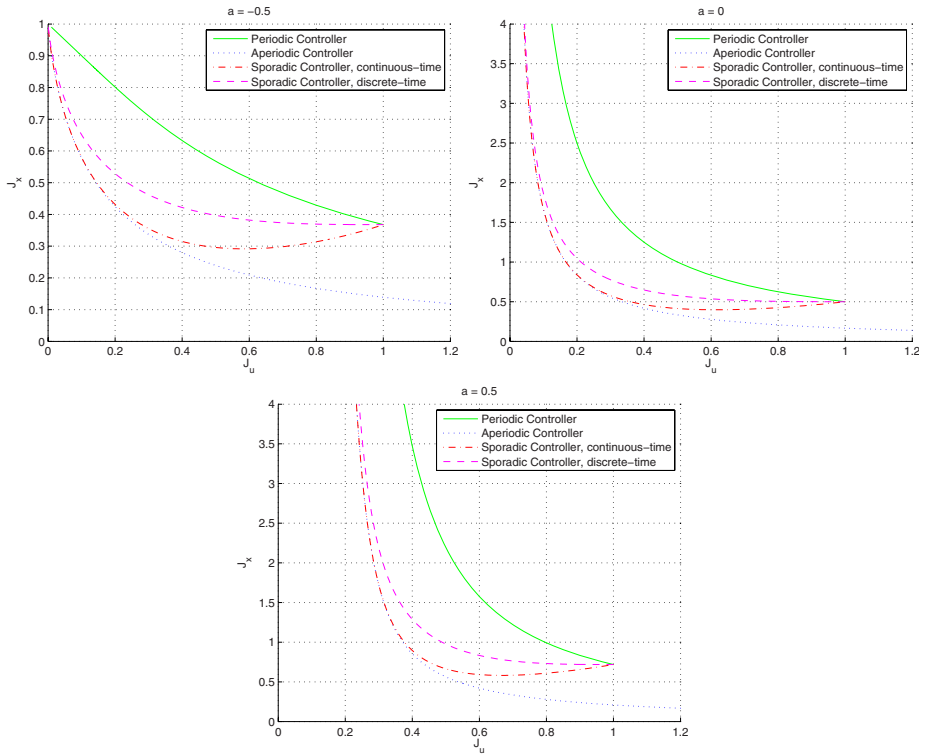 a = −0.5
1
0.9
0.8
0.7
0.6
0.5
0.4
0.3
0.2
0.1
0
J_x
0
0.2
0.4
0.6
0.8
1
1.2
J_u
Periodic Controller
Aperiodic Controller
Sporadic Controller, continuous−time
Sporadic Controller, discrete−time
a = 0
4
3.5
3
2.5
2
1.5
1
0.5
0
J_x
0
0.2
0.4
0.6
0.8
1
1.2
J_u
Periodic Controller
Aperiodic Controller
Sporadic Controller, continuous−time
Sporadic Controller, discrete−time
a = 0.5
4
3.5
3
2.5
2
1.5
1
0.5
0
J_x
0
0.2
0.4
0.6
0.8
1
1.2
J_u
Periodic Controller
Aperiodic Controller
Sporadic Controller, continuous−time
Sporadic Controller, discrete−time